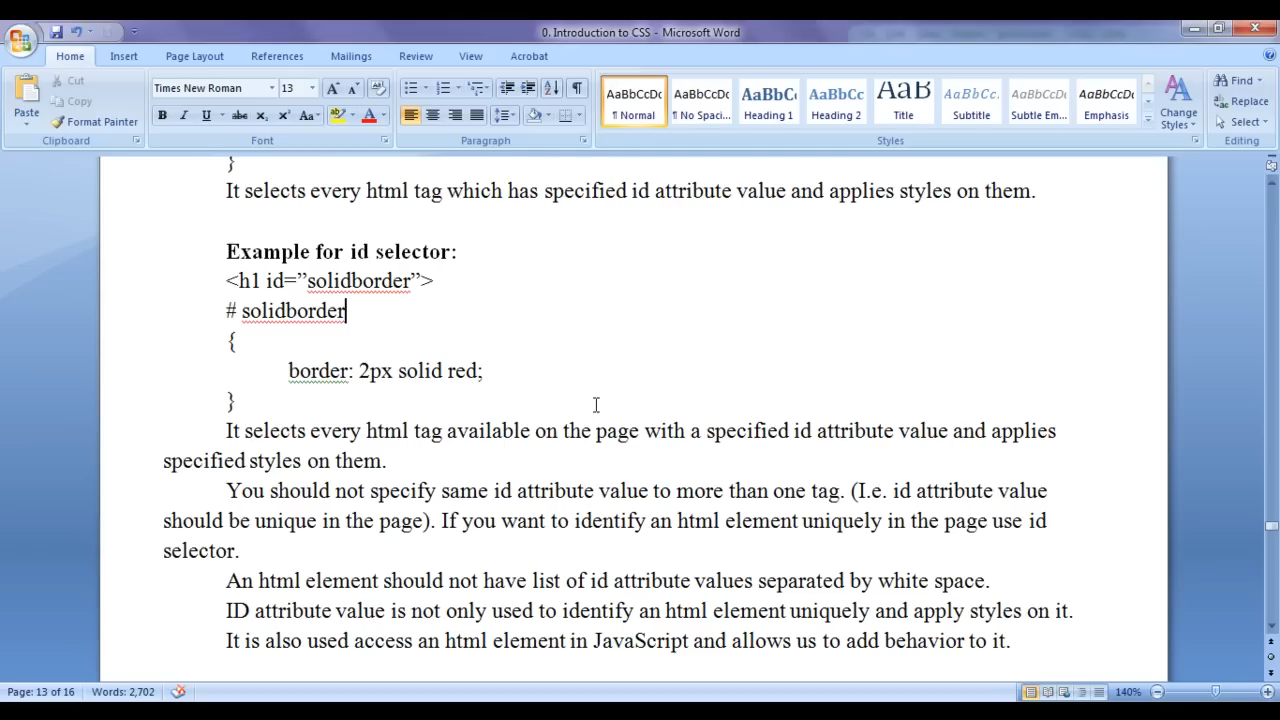 0. Introduction to CSS - Microsoft Word
Home Insert Page Layout References Mailings Review View Acrobat
Paste Cut Copy Format Painter
Times New Roman 13
AaBbCcDc AaBbCcDc AaBbC AaBbCc AaB AaBbCc. AaBbCcDc AaBbCcDc
¶ Normal ¶ No Spaci... Heading 1 Heading 2 Title Subtitle Subtle Em... Emphasis
Change Styles
Find
Replace
Select
Clipboard Font Paragraph Styles Editing
}
It selects every html tag which has specified id attribute value and applies styles on them.
Example for id selector:
<h1 id=”solidborder”>
# solidborder
{
border: 2px solid red;
}
It selects every html tag available on the page with a specified id attribute value and applies
specified styles on them.
You should not specify same id attribute value to more than one tag. (I.e. id attribute value
should be unique in the page). If you want to identify an html element uniquely in the page use id
selector.
An html element should not have list of id attribute values separated by white space.
ID attribute value is not only used to identify an html element uniquely and apply styles on it.
It is also used access an html element in JavaScript and allows us to add behavior to it.
Page: 13 of 16 Words: 2,702 140%